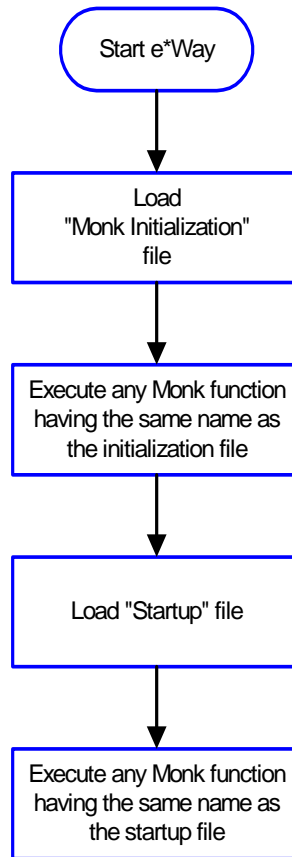 Start e*Way
Load
"Monk Initialization"
file
Execute any Monk function
having the same name as
the initialization file
Load "Startup" file
Execute any Monk function
having the same name as
the startup file